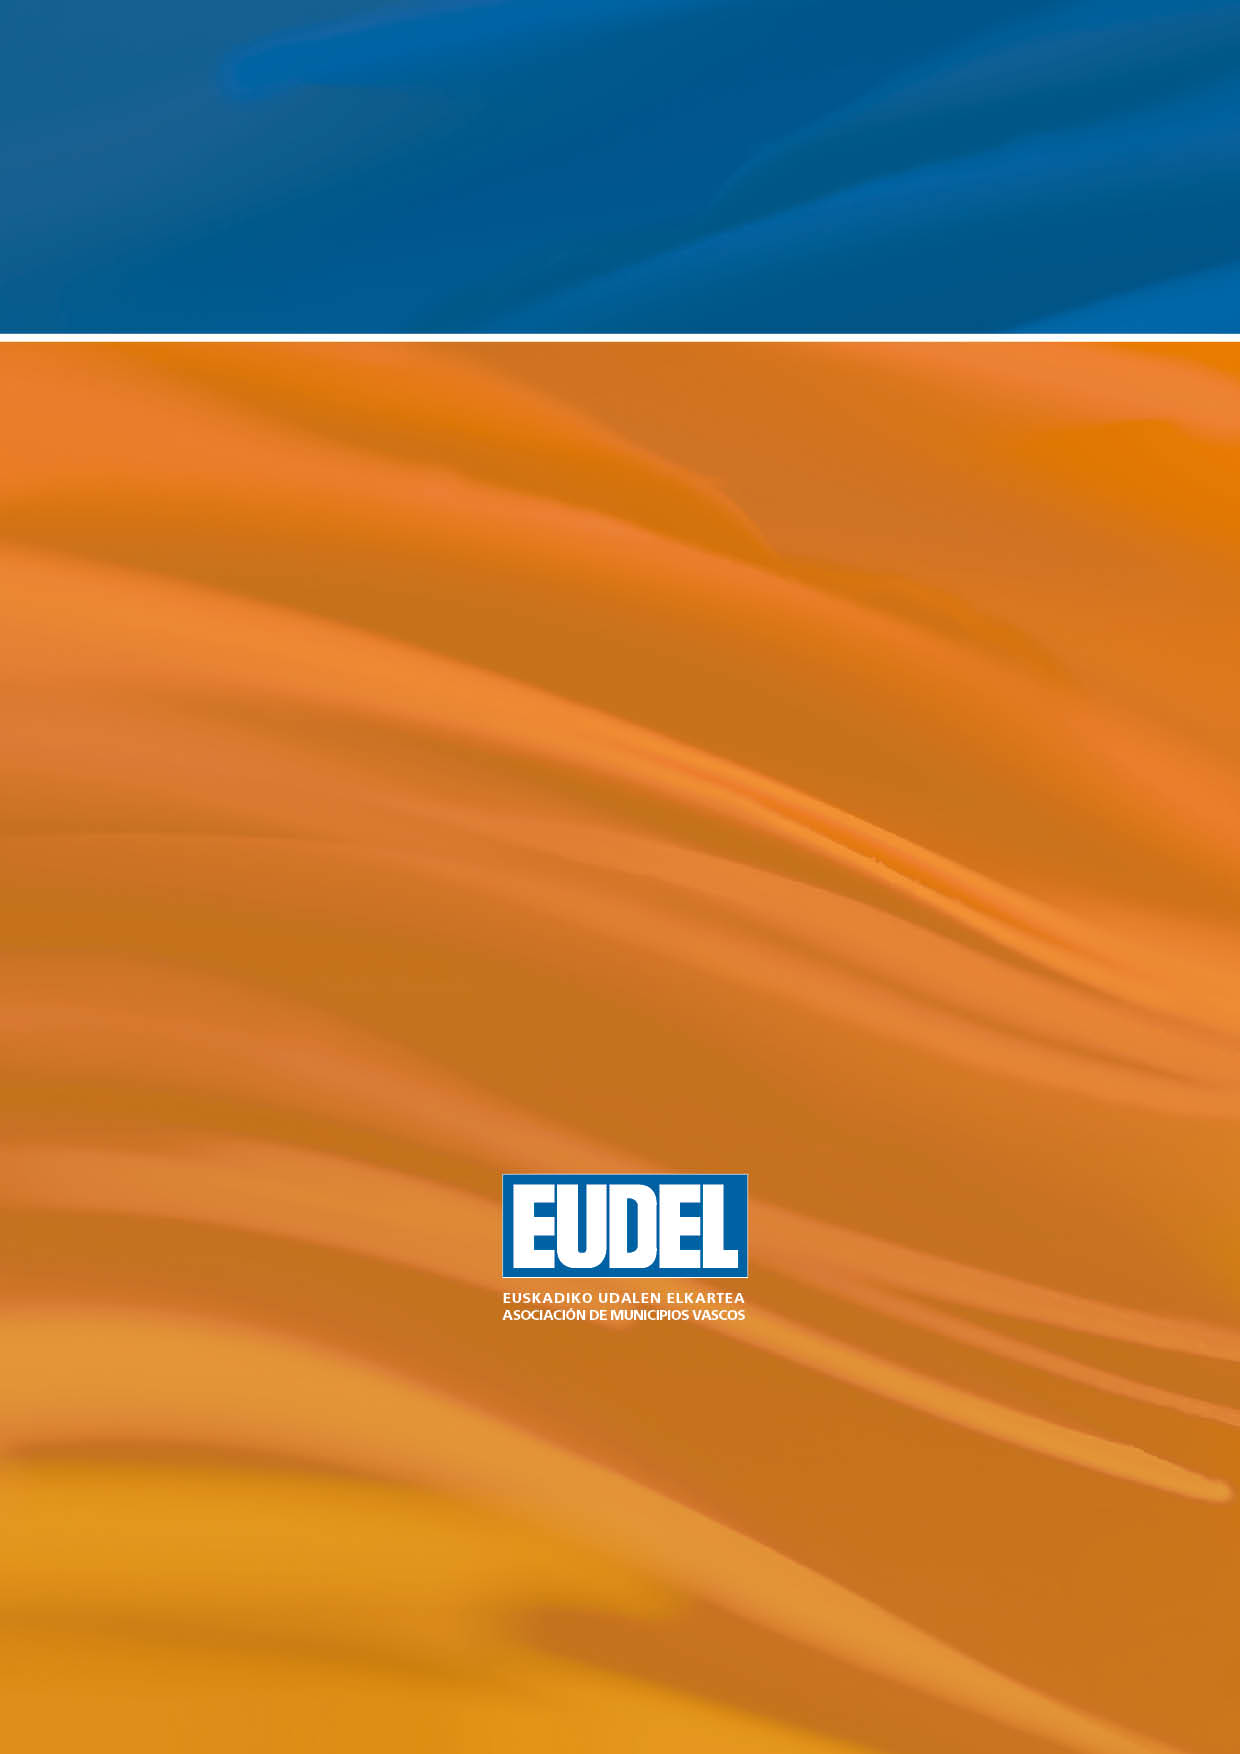 EUDEL
EUSKADIKO UDALEN ELKARTEA
ASOCIACIÓN DE MUNICIPIOS VASCOS